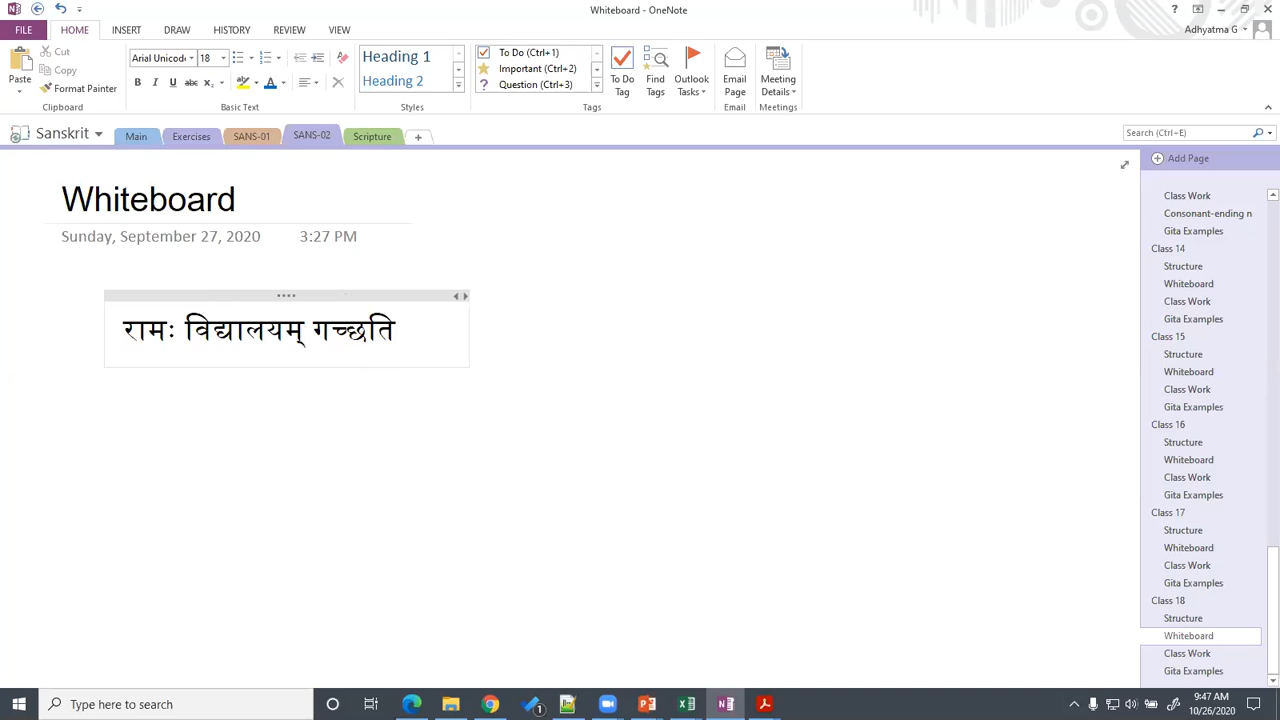 Whiteboard - OneNote
FILE HOME INSERT DRAW HISTORY REVIEW VIEW
Adhyatma G
Paste
Cut
Copy
Format Painter
Clipboard
Arial Unicod 18
B I U abc x₂ A
Basic Text
Heading 1
Heading 2
Styles
To Do (Ctrl+1)
Important (Ctrl+2)
Question (Ctrl+3)
To Do Tag
Find Tags
Tags
Outlook Tasks
Email Page
Email
Meeting Details
Meetings
Sanskrit Main Exercises SANS-01 SANS-02 Scripture
Search (Ctrl+E)
Whiteboard
Sunday, September 27, 2020 3:27 PM
रामः विद्यालयम् गच्छति
Add Page
Class Work
Consonant-ending n
Gita Examples
Class 14
Structure
Whiteboard
Class Work
Gita Examples
Class 15
Structure
Whiteboard
Class Work
Gita Examples
Class 16
Structure
Whiteboard
Class Work
Gita Examples
Class 17
Structure
Whiteboard
Class Work
Gita Examples
Class 18
Structure
Whiteboard
Class Work
Gita Examples
Type here to search
9:47 AM
10/26/2020